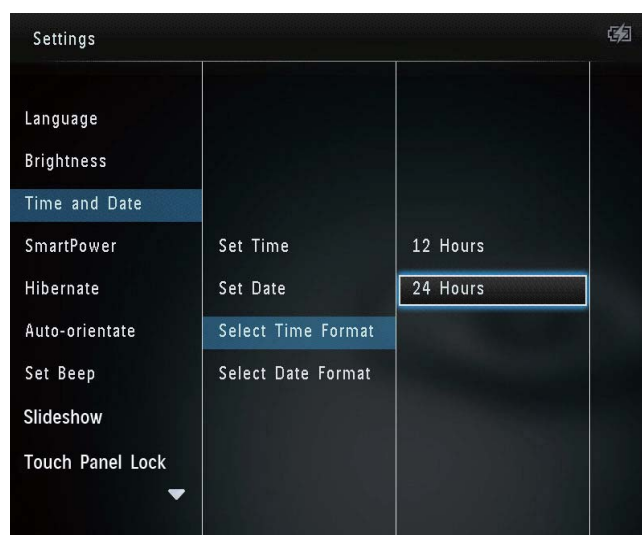 Settings
Language
Brightness
Time and Date
SmartPower
Hibernate
Auto-orientate
Set Beep
Slideshow
Touch Panel Lock
Set Time
Set Date
Select Time Format
Select Date Format
12 Hours
24 Hours